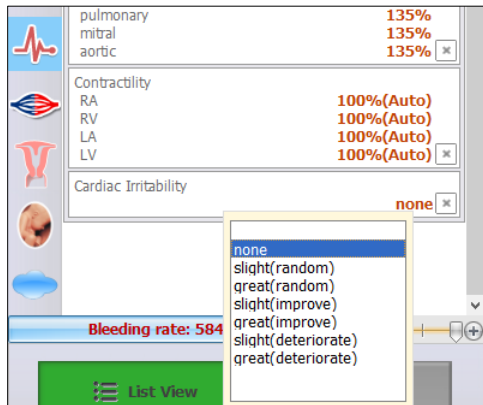 pulmonary 135%
mitral 135%
aortic 135%
Contractility
RA 100%(Auto)
RV 100%(Auto)
LA 100%(Auto)
LV 100%(Auto)
Cardiac Irritability
none
none
slight(random)
great(random)
slight(improve)
great(improve)
slight(deteriorate)
great(deteriorate)
Bleeding rate: 584
List View